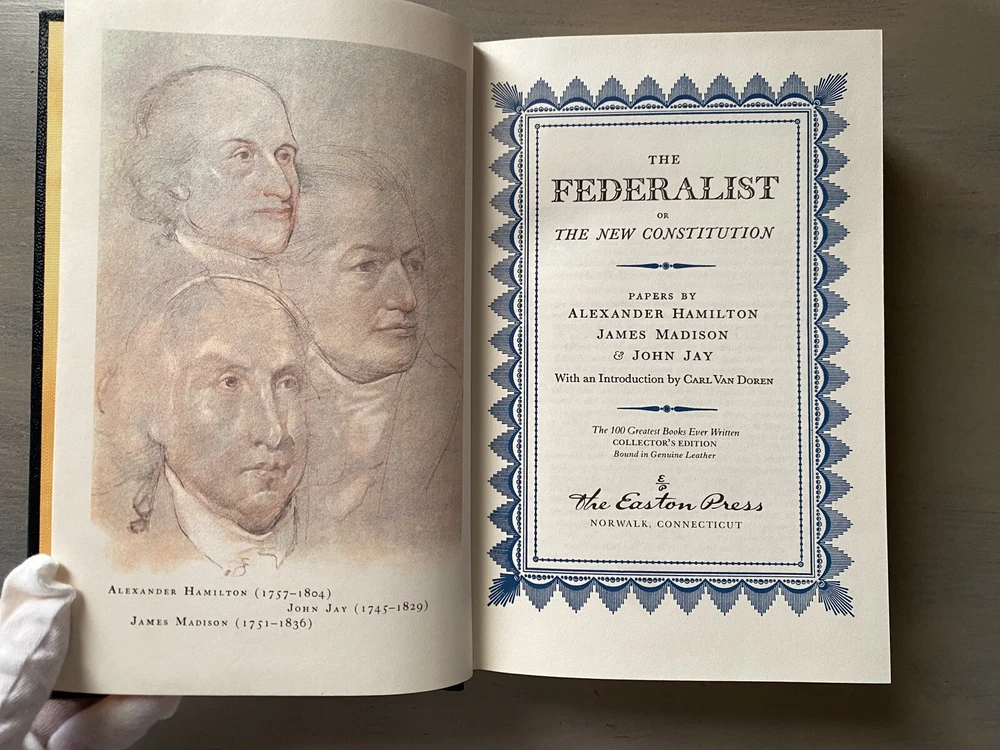 ALEXANDER HAMILTON (1757–1804)
JOHN JAY (1745–1829)
JAMES MADISON (1751–1836)
THE
FEDERALIST
OR
THE NEW CONSTITUTION
PAPERS BY
ALEXANDER HAMILTON
JAMES MADISON
& JOHN JAY
With an Introduction by CARL VAN DOREN
The 100 Greatest Books Ever Written
COLLECTOR'S EDITION
Bound in Genuine Leather
The Easton Press
NORWALK, CONNECTICUT